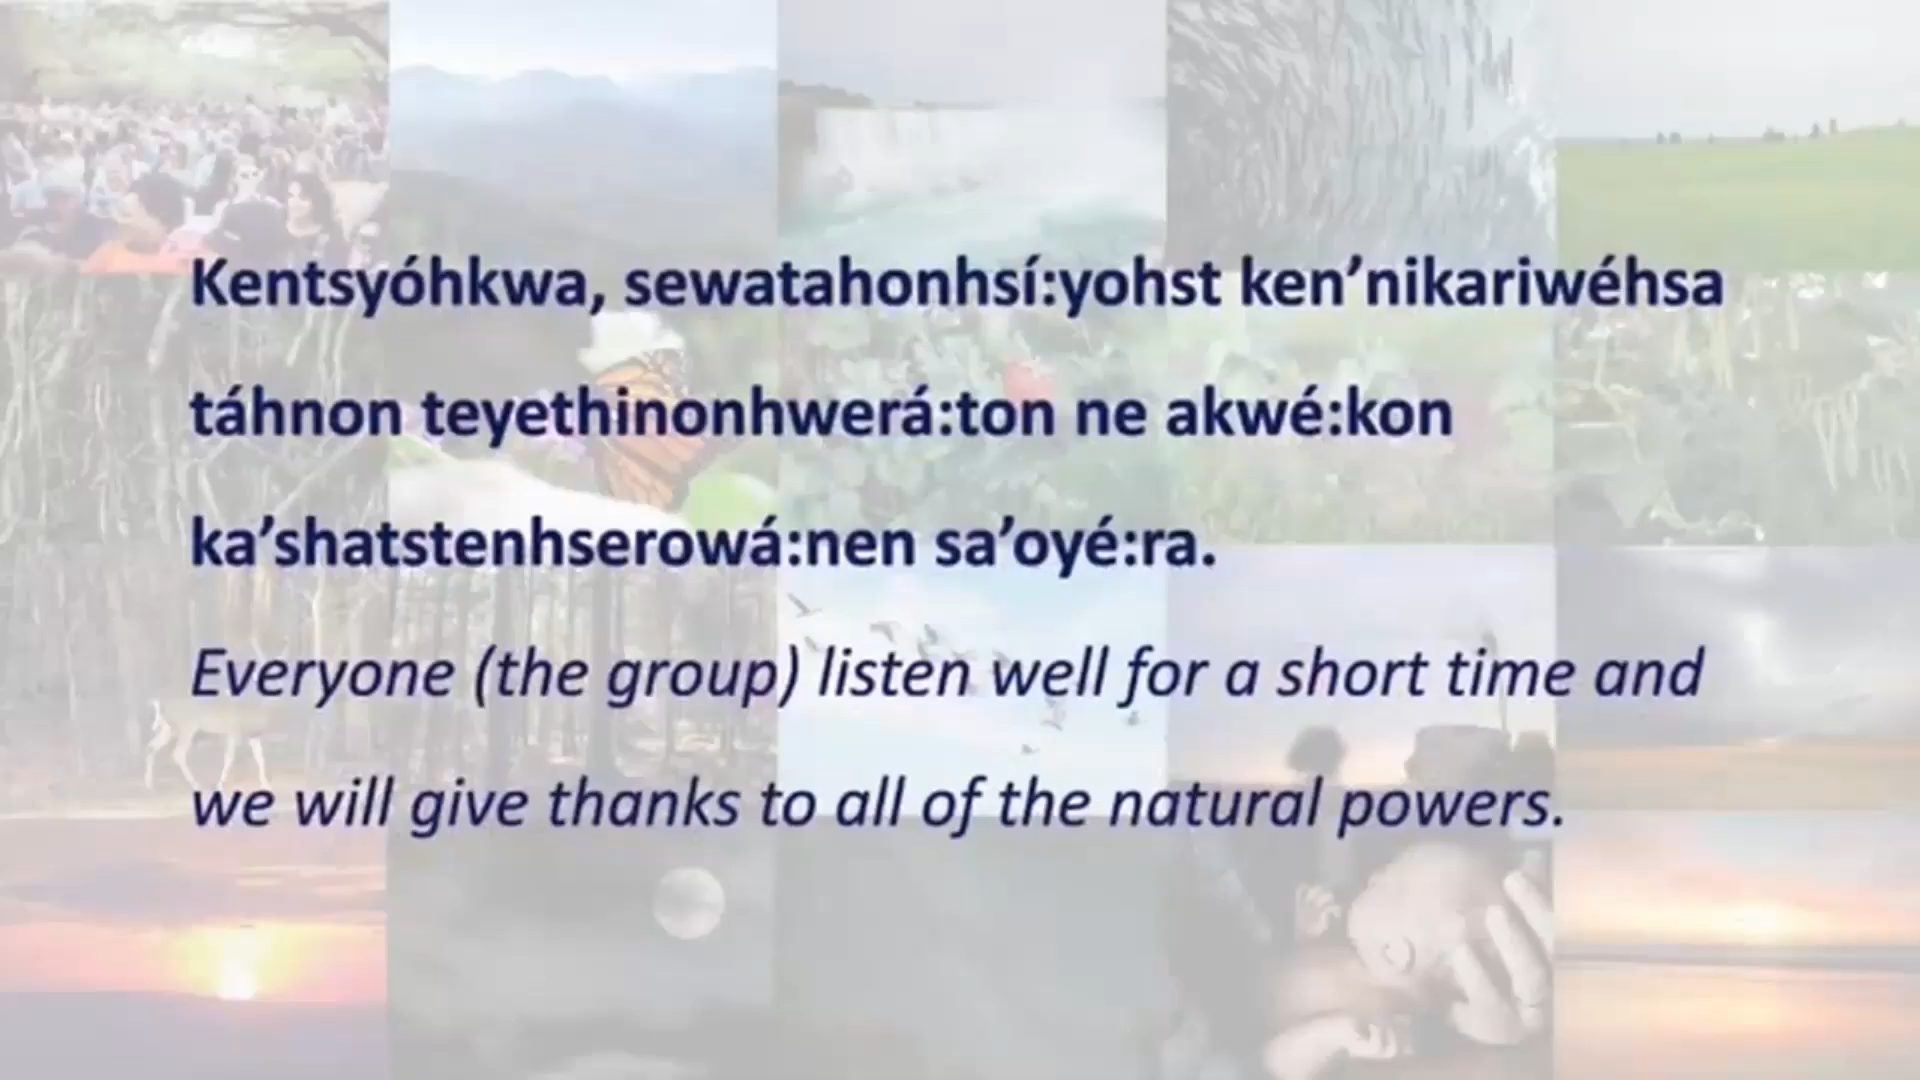 Kentsyóhkwa, sewatahonhsí:yohst ken’nikariwéhsa
táhnon teyethinonhwerá:ton ne akwé:kon
ka’shatstenhserowá:nen sa’oyé:ra.
Everyone (the group) listen well for a short time and
we will give thanks to all of the natural powers.